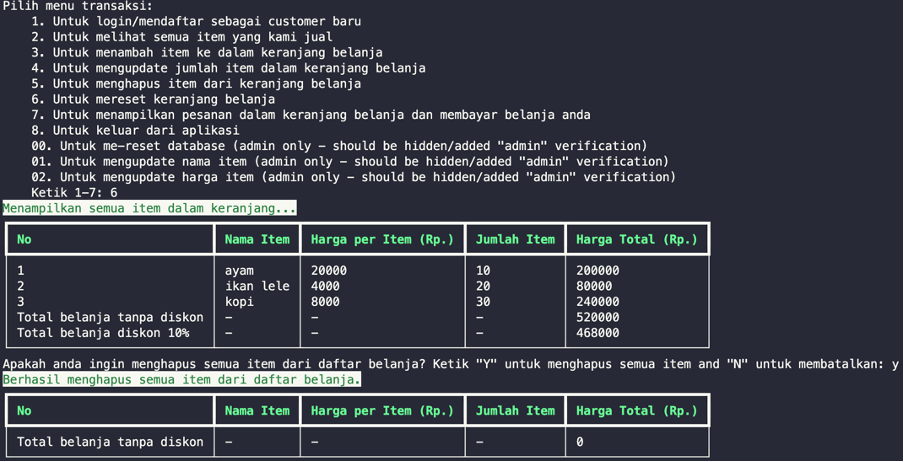 Pilih menu transaksi:
1. Untuk login/mendaftar sebagai customer baru
2. Untuk melihat semua item yang kami jual
3. Untuk menambah item ke dalam keranjang belanja
4. Untuk mengupdate jumlah item dalam keranjang belanja
5. Untuk menghapus item dari keranjang belanja
6. Untuk mereset keranjang belanja
7. Untuk menampilkan pesanan dalam keranjang belanja dan membayar belanja anda
8. Untuk keluar dari aplikasi
00. Untuk me-reset database (admin only - should be hidden/added "admin" verification)
01. Untuk mengupdate nama item (admin only - should be hidden/added "admin" verification)
02. Untuk mengupdate harga item (admin only - should be hidden/added "admin" verification)
Ketik 1-7: 6
Menampilkan semua item dalam keranjang...
No Nama Item Harga per Item (Rp.) Jumlah Item Harga Total (Rp.)
1 ayam 20000 10 200000
2 ikan lele 4000 20 80000
3 kopi 8000 30 240000
Total belanja tanpa diskon - - - 520000
Total belanja diskon 10% - - - 468000
Apakah anda ingin menghapus semua item dari daftar belanja? Ketik "Y" untuk menghapus semua item and "N" untuk membatalkan: y
Berhasil menghapus semua item dari daftar belanja.
No Nama Item Harga per Item (Rp.) Jumlah Item Harga Total (Rp.)
Total belanja tanpa diskon - - - 0